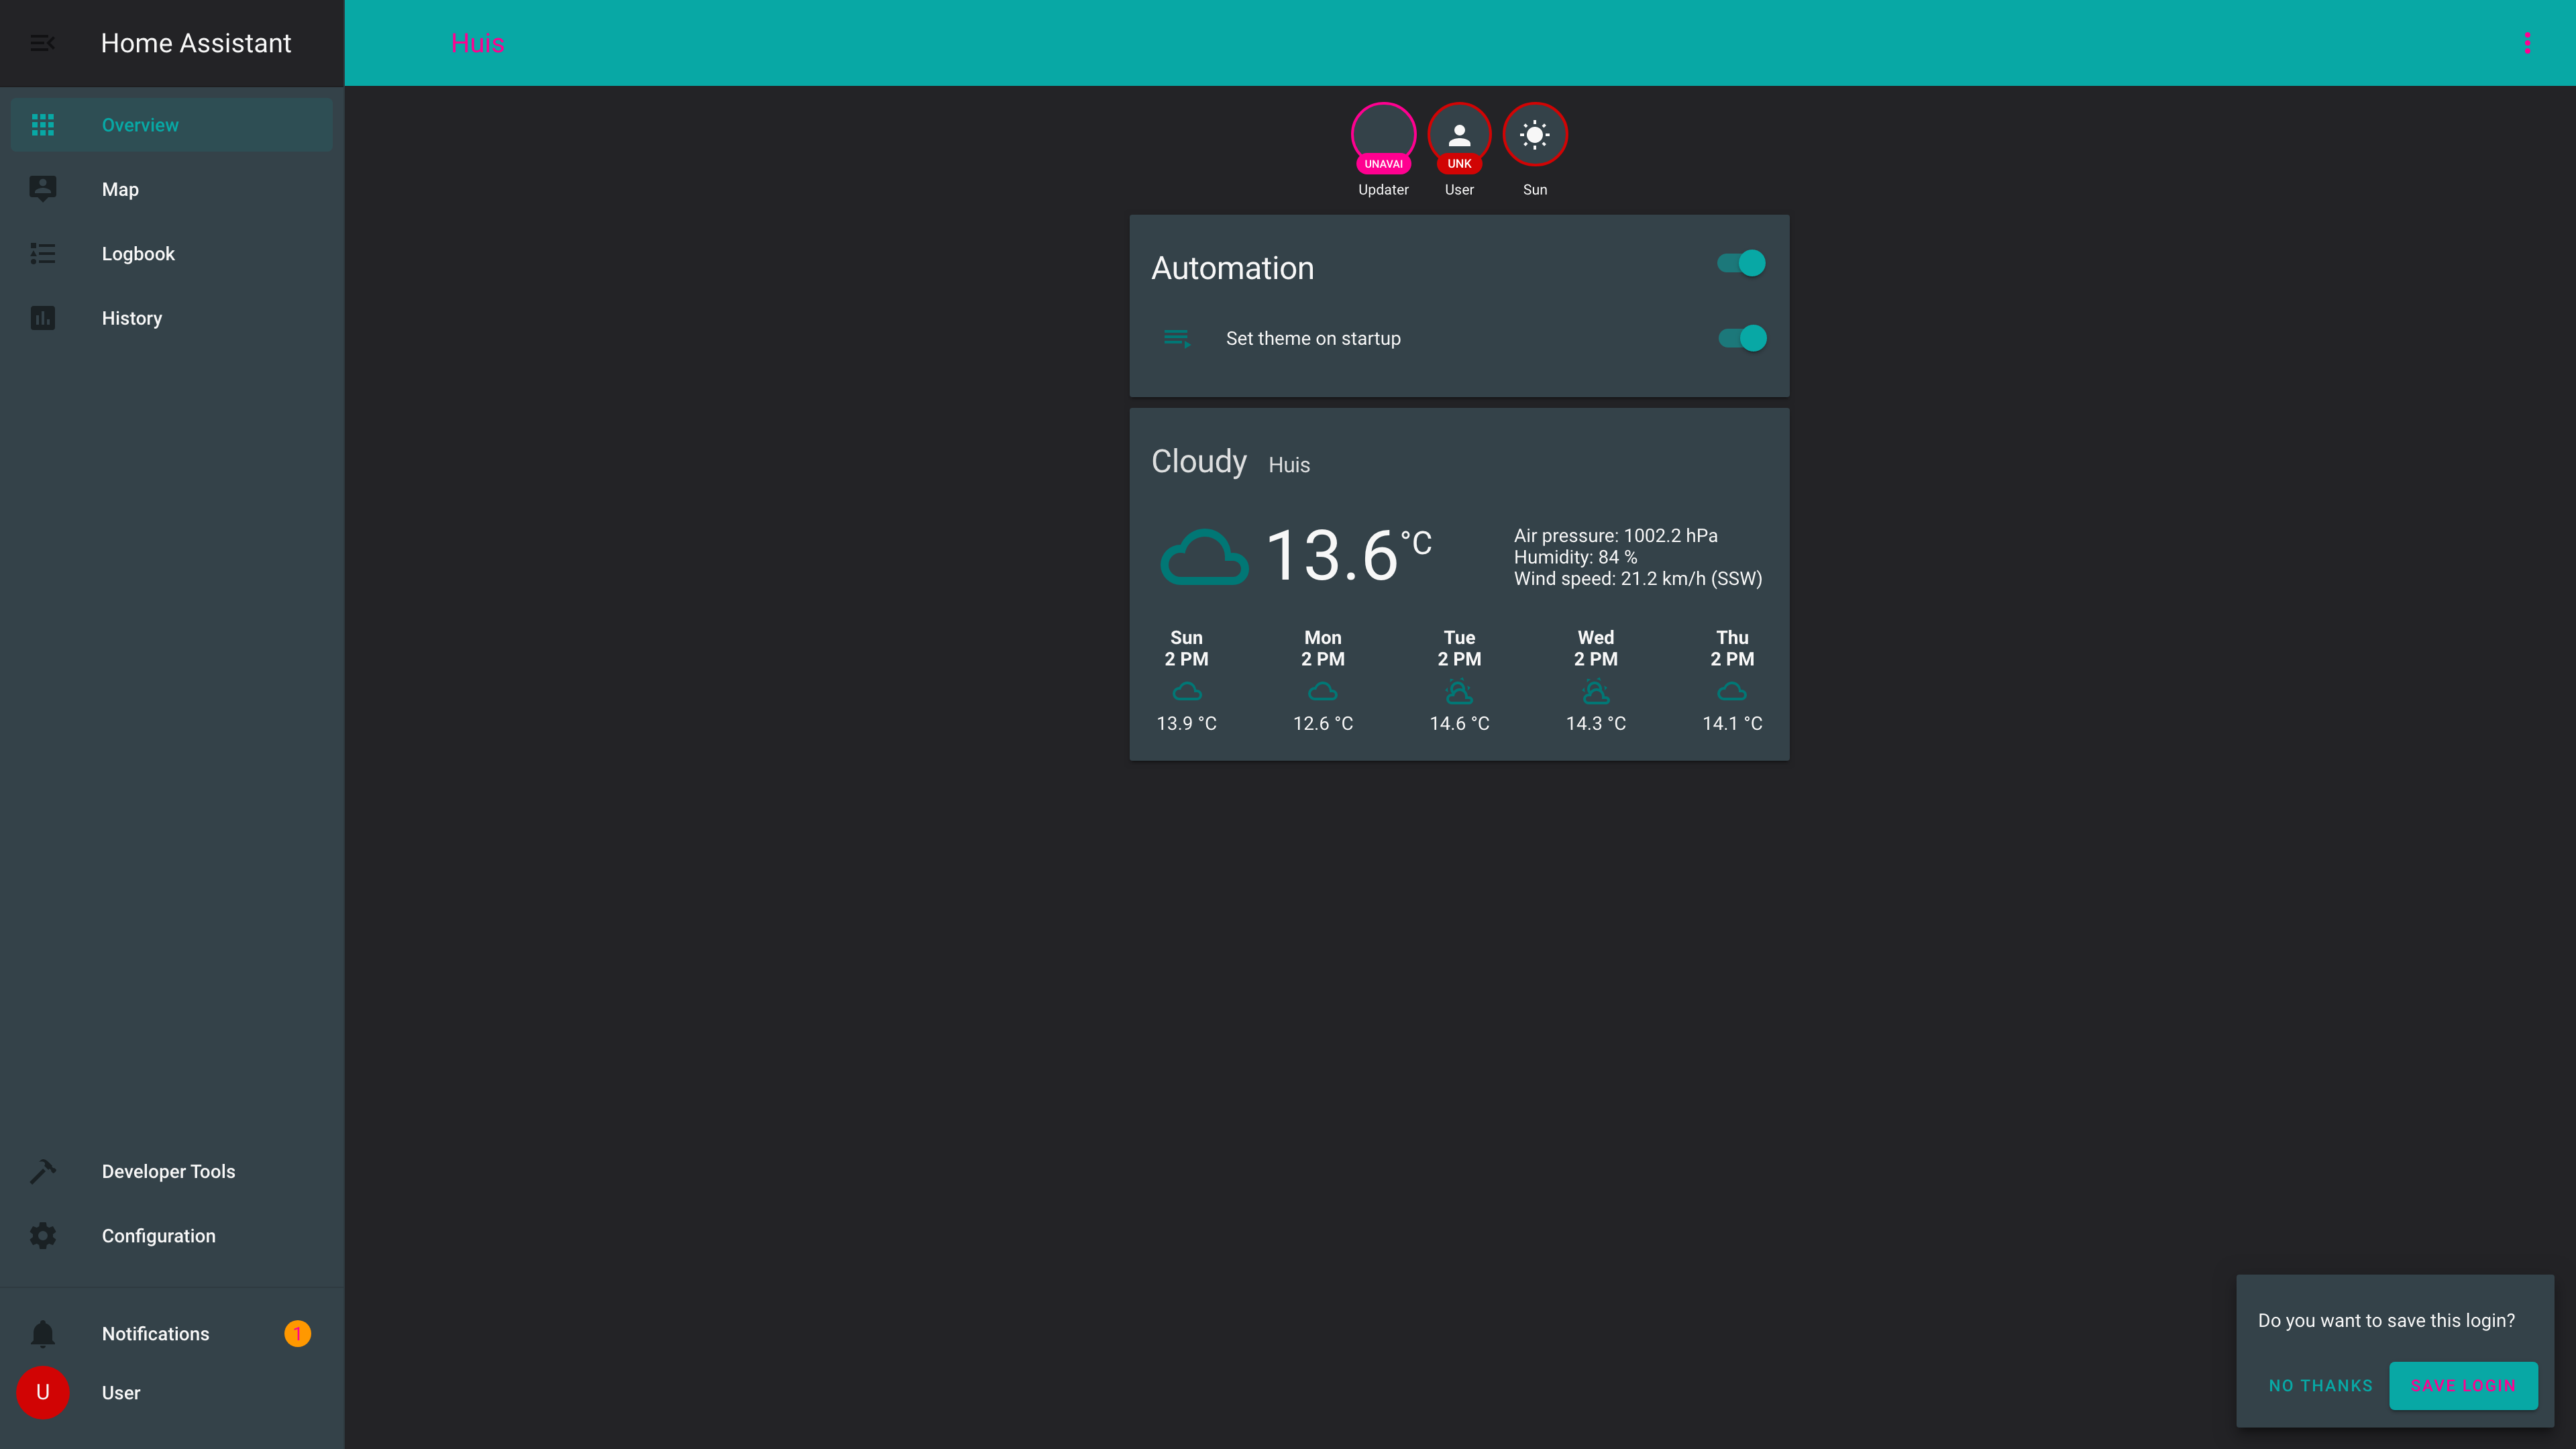 Home Assistant
Huis
Overview
Map
Logbook
History
Developer Tools
Configuration
Notifications 1
U User
UNAVAI UNK
Updater User Sun
Automation
Set theme on startup
Cloudy Huis
13.6 °C
Air pressure: 1002.2 hPa
Humidity: 84 %
Wind speed: 21.2 km/h (SSW)
Sun Mon Tue Wed Thu
2 PM 2 PM 2 PM 2 PM 2 PM
13.9 °C 12.6 °C 14.6 °C 14.3 °C 14.1 °C
Do you want to save this login?
NO THANKS SAVE LOGIN